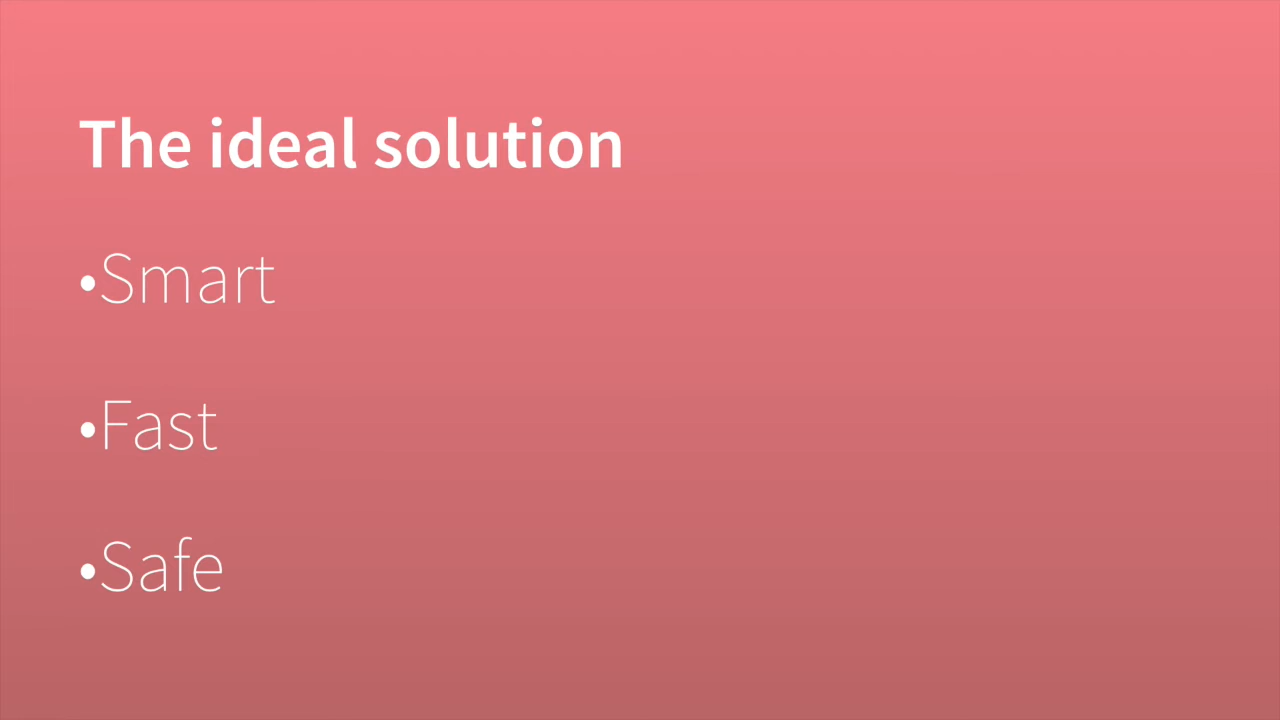 The ideal solution
•Smart
•Fast
•Safe